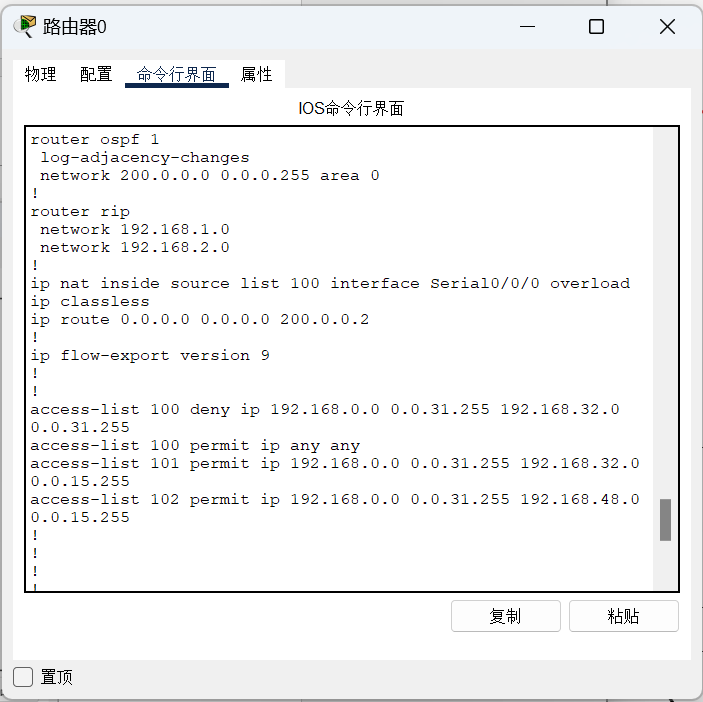 路由器0
物理 配置 命令行界面 属性
IOS命令行界面
router ospf 1
 log-adjacency-changes
 network 200.0.0.0 0.0.0.255 area 0
!
router rip
 network 192.168.1.0
 network 192.168.2.0
!
ip nat inside source list 100 interface Serial0/0/0 overload
ip classless
ip route 0.0.0.0 0.0.0.0 200.0.0.2
!
ip flow-export version 9
!
!
access-list 100 deny ip 192.168.0.0 0.0.31.255 192.168.32.0
0.0.31.255
access-list 100 permit ip any any
access-list 101 permit ip 192.168.0.0 0.0.31.255 192.168.32.0
0.0.15.255
access-list 102 permit ip 192.168.0.0 0.0.31.255 192.168.48.0
0.0.15.255
!
!
!
!
复制 粘贴
置顶